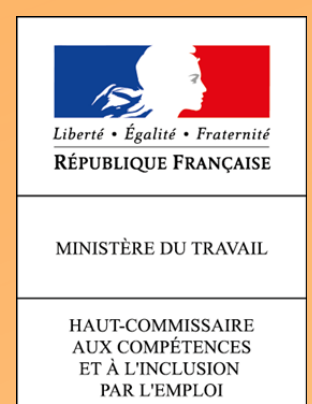 Liberté • Égalité • Fraternité
RÉPUBLIQUE FRANÇAISE
MINISTÈRE DU TRAVAIL
HAUT-COMMISSAIRE
AUX COMPÉTENCES
ET À L'INCLUSION
PAR L'EMPLOI